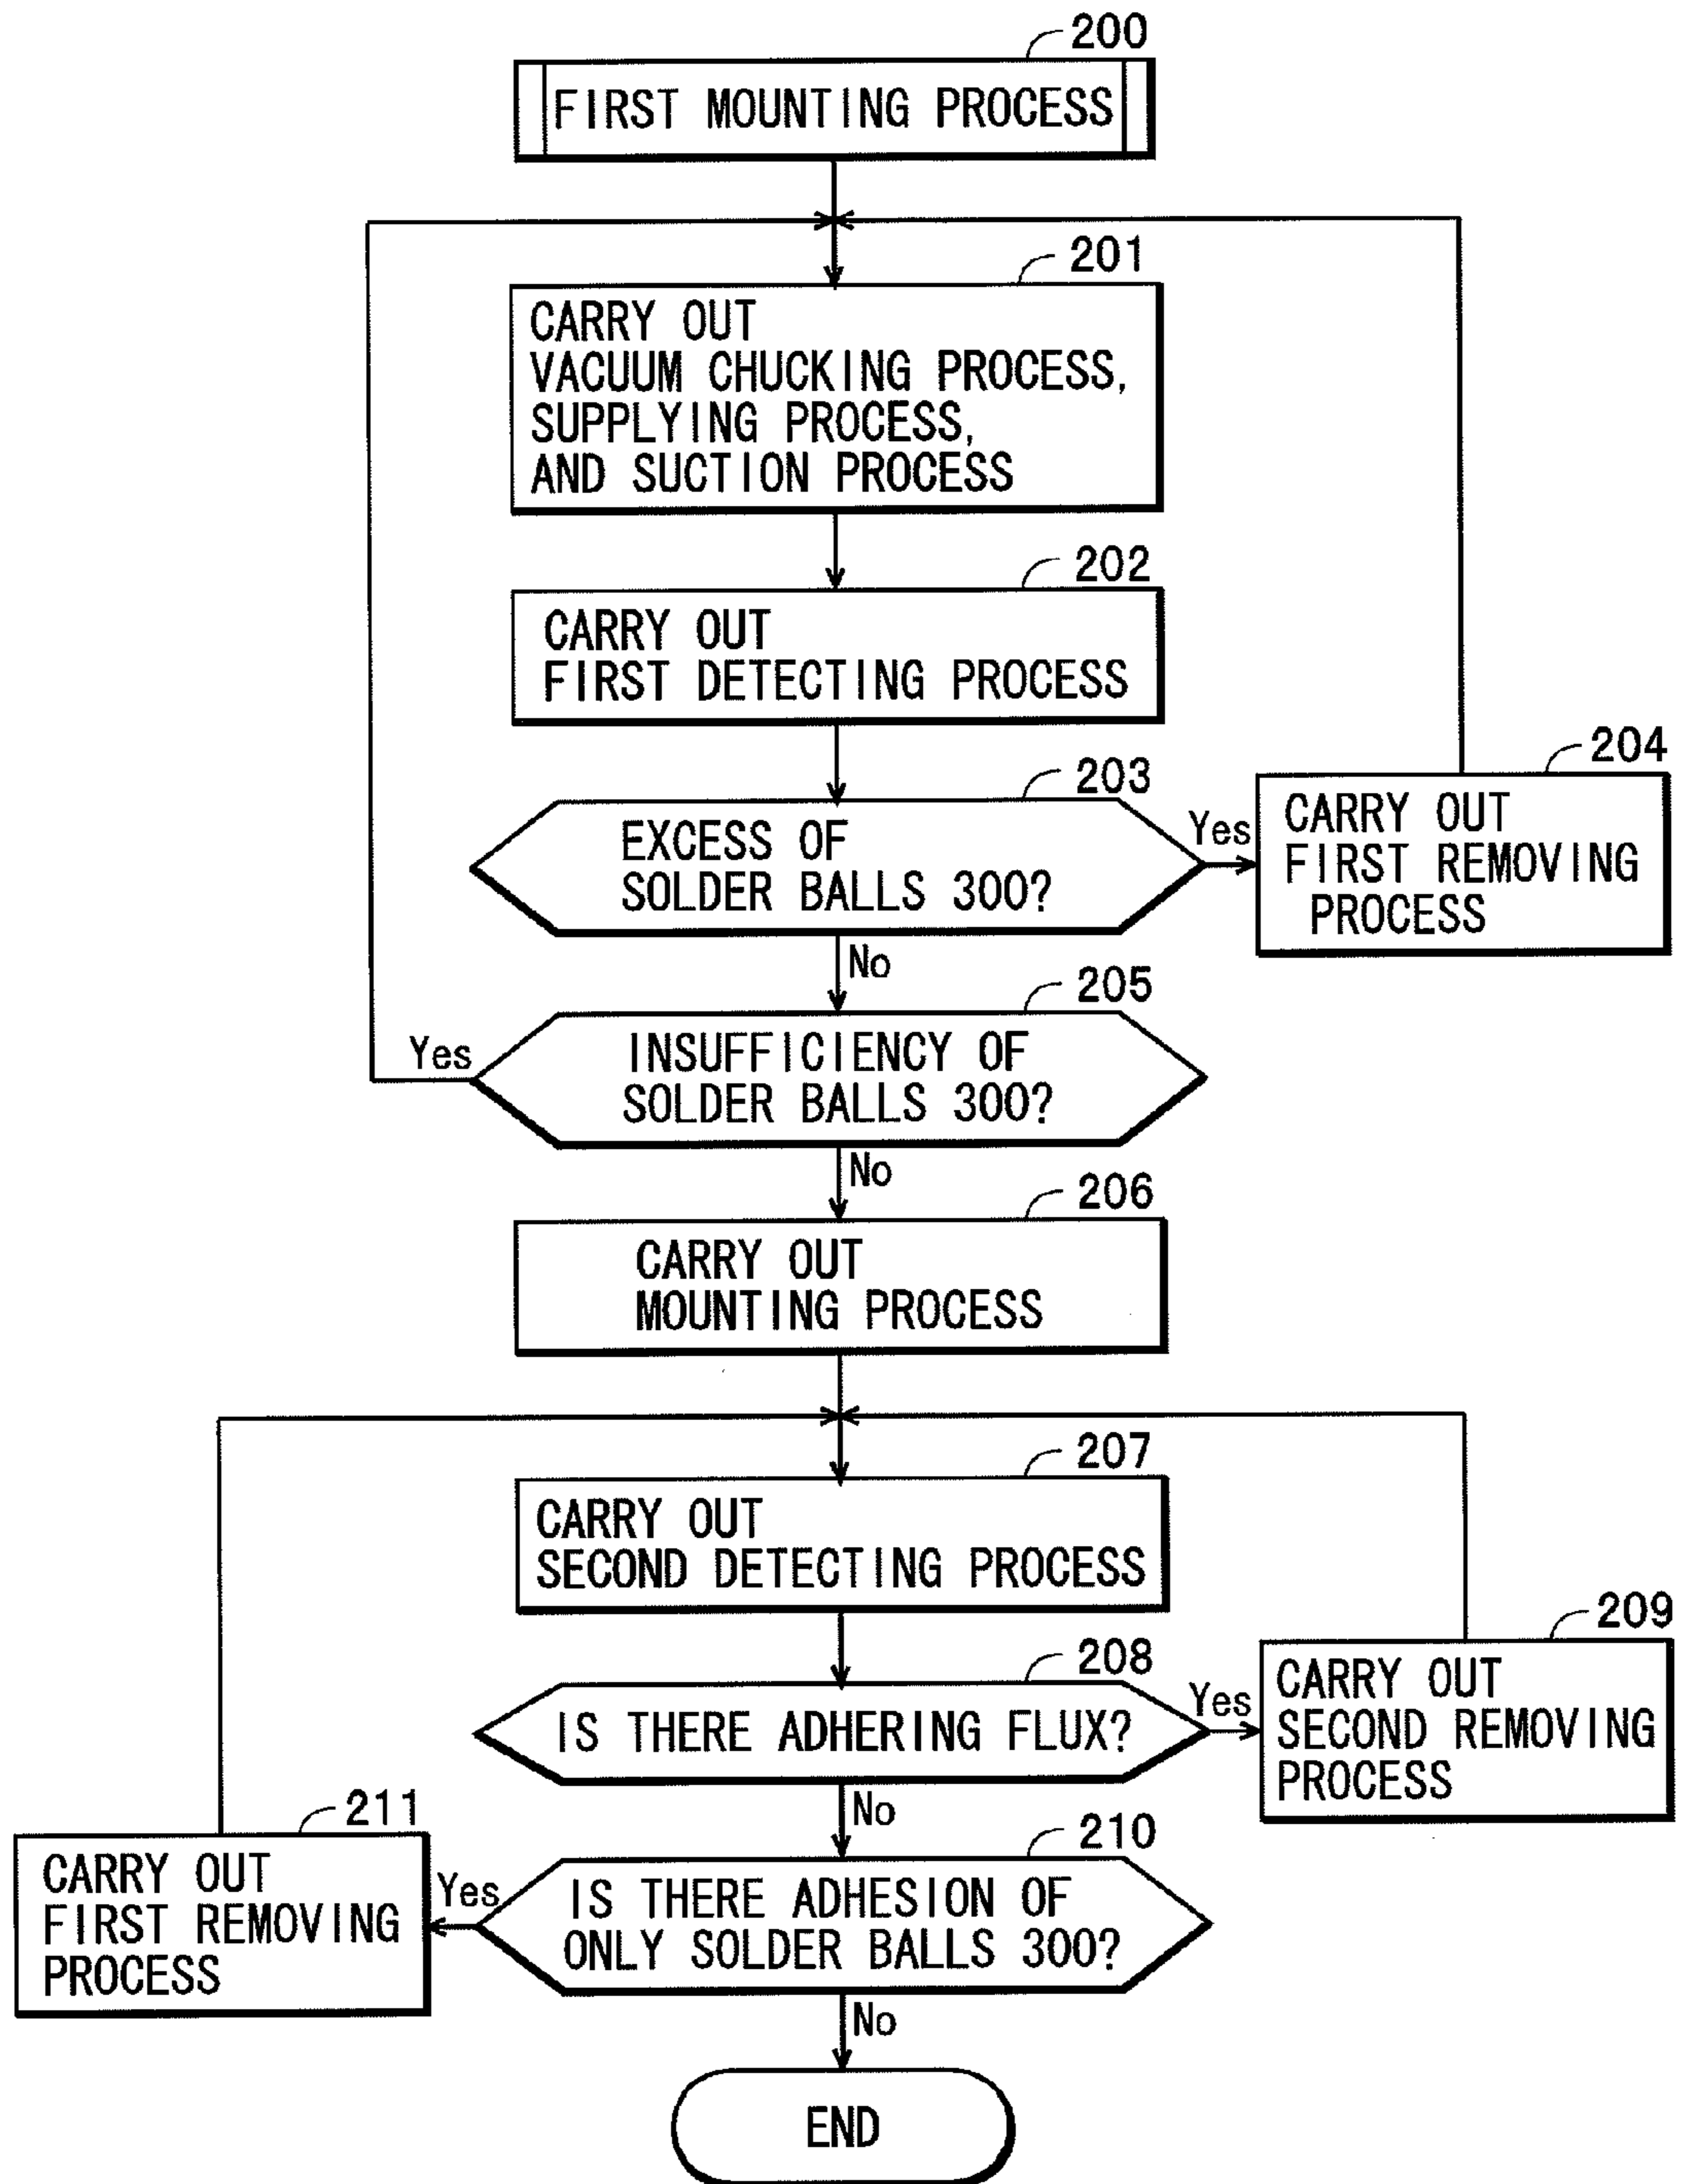 200
FIRST MOUNTING PROCESS
201
CARRY OUT
VACUUM CHUCKING PROCESS,
SUPPLYING PROCESS,
AND SUCTION PROCESS
202
CARRY OUT
FIRST DETECTING PROCESS
203
EXCESS OF
SOLDER BALLS 300?
Yes
204
CARRY OUT
FIRST REMOVING
PROCESS
No
205
INSUFFICIENCY OF
SOLDER BALLS 300?
Yes
No
206
CARRY OUT
MOUNTING PROCESS
207
CARRY OUT
SECOND DETECTING PROCESS
208
IS THERE ADHERING FLUX?
Yes
209
CARRY OUT
SECOND REMOVING
PROCESS
No
210
IS THERE ADHESION OF
ONLY SOLDER BALLS 300?
Yes
211
CARRY OUT
FIRST REMOVING
PROCESS
No
END